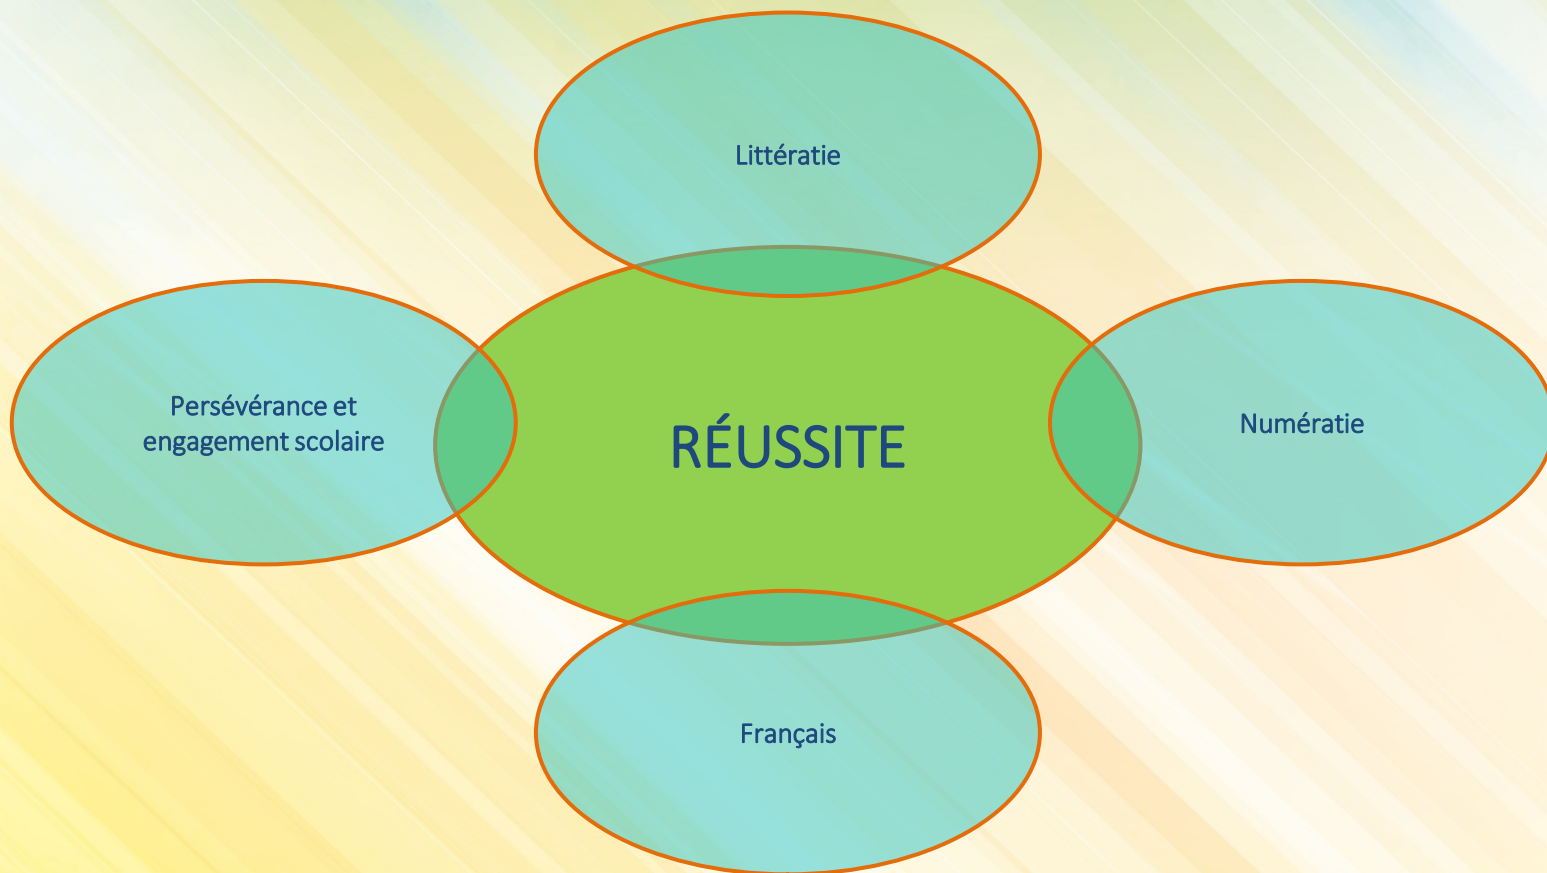 Littératie
Persévérance et
engagement scolaire
RÉUSSITE
Numératie
Français